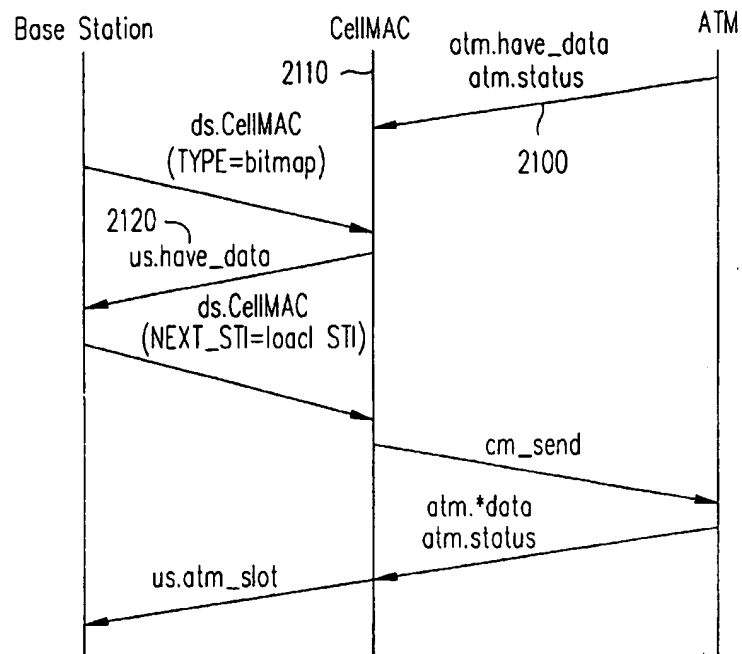 Base Station
CellMAC
ATM
2110
atm.have_data
atm.status
2100
ds.CellMAC
(TYPE=bitmap)
2120
us.have_data
ds.CellMAC
(NEXT_STI=loacl STI)
cm_send
atm.*data
atm.status
us.atm_slot